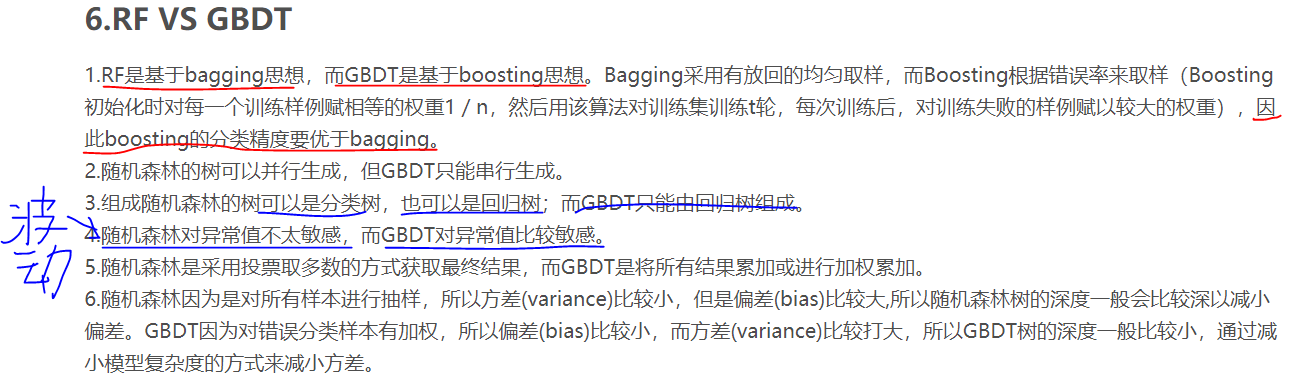 6.RF VS GBDT
1.RF是基于bagging思想，而GBDT是基于boosting思想。Bagging采用有放回的均匀取样，而Boosting根据错误率来取样（Boosting
初始化时对每一个训练样例赋相等的权重1／n，然后用该算法对训练集训练t轮，每次训练后，对训练失败的样例赋以较大的权重），因
此boosting的分类精度要优于bagging。
2.随机森林的树可以并行生成，但GBDT只能串行生成。
3.组成随机森林的树可以是分类树，也可以是回归树；而GBDT只能由回归树组成。
波动
4.随机森林对异常值不太敏感，而GBDT对异常值比较敏感。
5.随机森林是采用投票取多数的方式获取最终结果，而GBDT是将所有结果累加或进行加权累加。
6.随机森林因为是对所有样本进行抽样，所以方差(variance)比较小，但是偏差(bias)比较大,所以随机森林树的深度一般会比较深以减小
偏差。GBDT因为对错误分类样本有加权，所以偏差(bias)比较小，而方差(variance)比较打大，所以GBDT树的深度一般比较小，通过减
小模型复杂度的方式来减小方差。